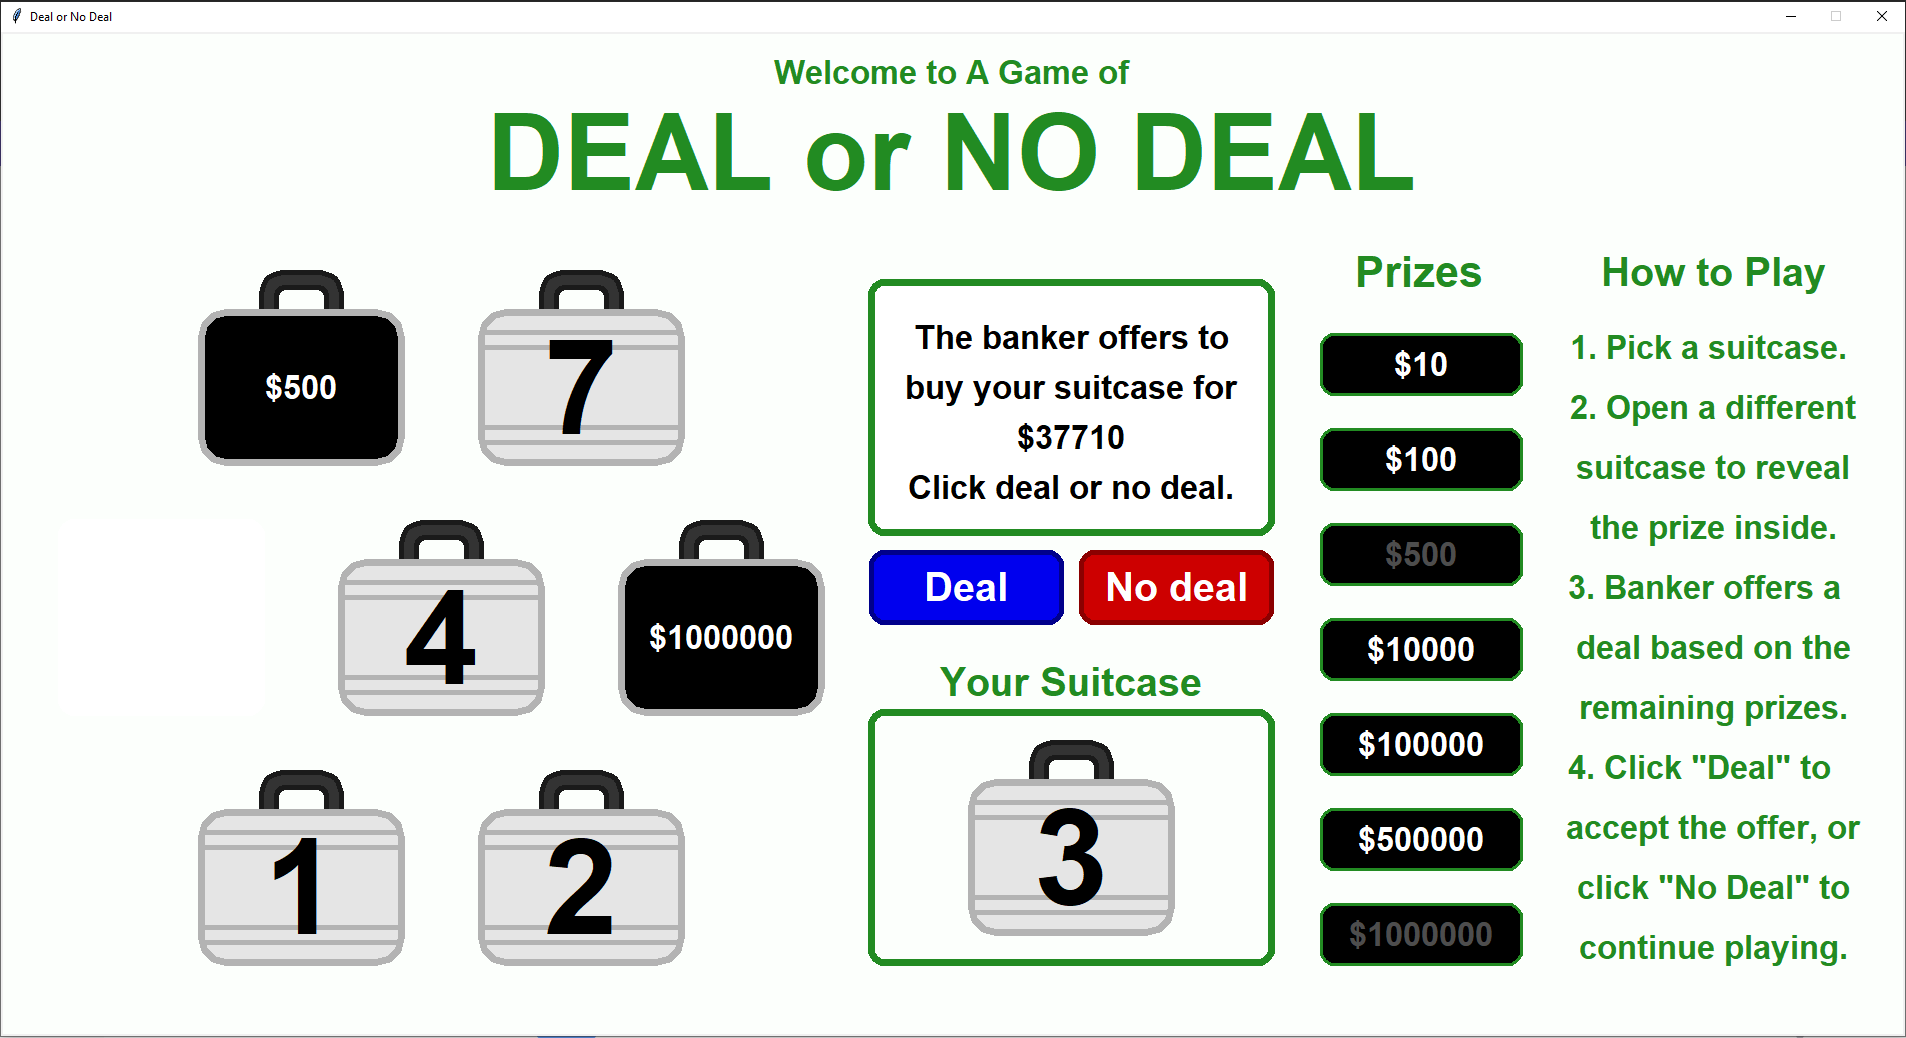 Deal or No Deal
Welcome to A Game of
DEAL or NO DEAL
$500
7
4
$1000000
1
2
The banker offers to
buy your suitcase for
$37710
Click deal or no deal.
Deal
No deal
Your Suitcase
3
Prizes
$10
$100
$500
$10000
$100000
$500000
$1000000
How to Play
1. Pick a suitcase.
2. Open a different
suitcase to reveal
the prize inside.
3. Banker offers a
deal based on the
remaining prizes.
4. Click "Deal" to
accept the offer, or
click "No Deal" to
continue playing.